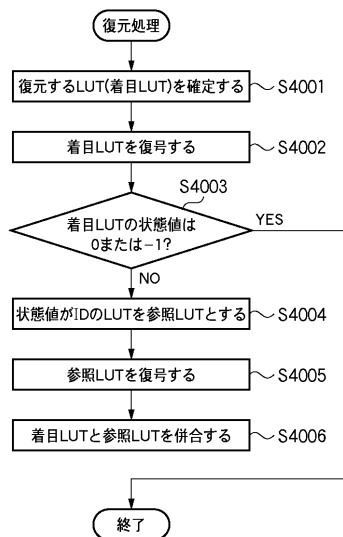 復元処理
復元するLUT(着目LUT)を確定する
S4001
着目LUTを復号する
S4002
S4003
着目LUTの状態値は
0または-1?
YES
NO
状態値がIDのLUTを参照LUTとする
S4004
参照LUTを復号する
S4005
着目LUTと参照LUTを併合する
S4006
終了